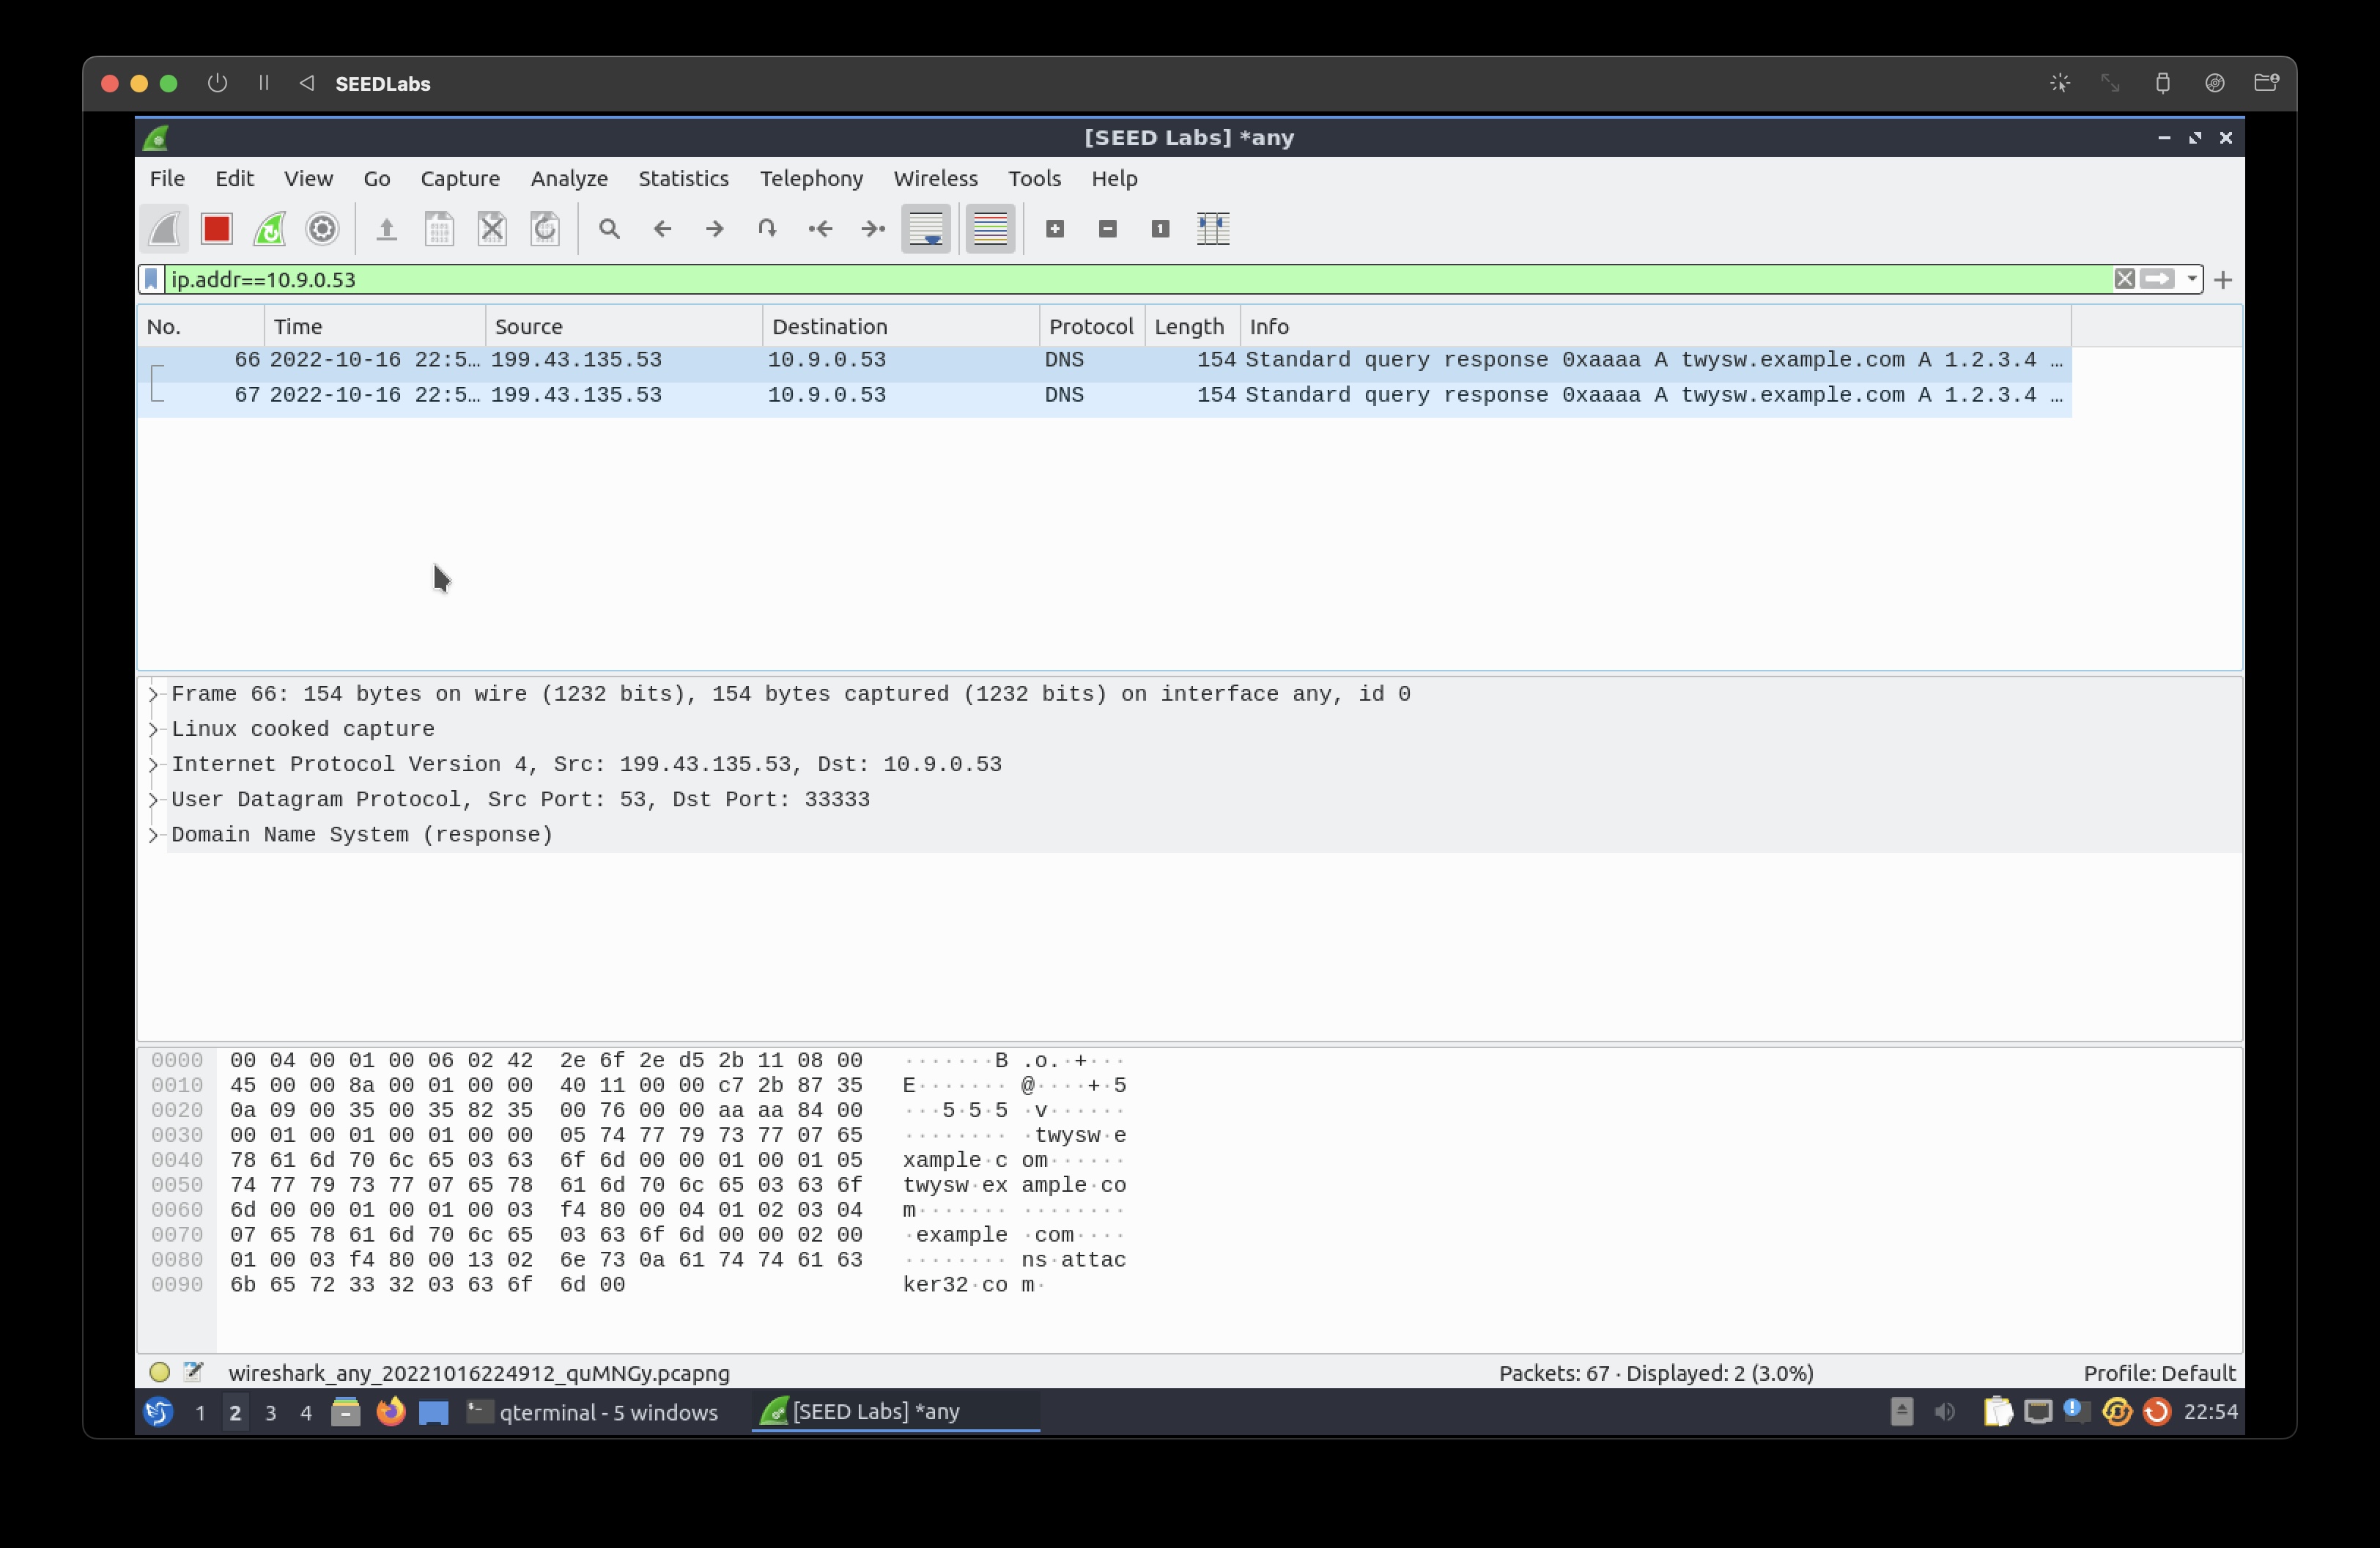 SEEDLabs
[SEED Labs] *any
File Edit View Go Capture Analyze Statistics Telephony Wireless Tools Help
ip.addr==10.9.0.53
No. Time Source Destination Protocol Length Info
66 2022-10-16 22:5… 199.43.135.53 10.9.0.53 DNS 154 Standard query response 0xaaaa A twysw.example.com A 1.2.3.4 …
67 2022-10-16 22:5… 199.43.135.53 10.9.0.53 DNS 154 Standard query response 0xaaaa A twysw.example.com A 1.2.3.4 …
Frame 66: 154 bytes on wire (1232 bits), 154 bytes captured (1232 bits) on interface any, id 0
Linux cooked capture
Internet Protocol Version 4, Src: 199.43.135.53, Dst: 10.9.0.53
User Datagram Protocol, Src Port: 53, Dst Port: 33333
Domain Name System (response)
0000 00 04 00 01 00 06 02 42 2e 6f 2e d5 2b 11 08 00 ·······B .o.·+···
0010 45 00 00 8a 00 01 00 00 40 11 00 00 c7 2b 87 35 E······· @····+·5
0020 0a 09 00 35 00 35 82 35 00 76 00 00 aa aa 84 00 ···5·5·5 ·v······
0030 00 01 00 01 00 01 00 00 05 74 77 79 73 77 07 65 ········ ·twysw·e
0040 78 61 6d 70 6c 65 03 63 6f 6d 00 00 01 00 01 05 xample·c om······
0050 74 77 79 73 77 07 65 78 61 6d 70 6c 65 03 63 6f twysw·ex ample·co
0060 6d 00 00 01 00 01 00 03 f4 80 00 04 01 02 03 04 m······· ········
0070 07 65 78 61 6d 70 6c 65 03 63 6f 6d 00 00 02 00 ·example ·com····
0080 01 00 03 f4 80 00 13 02 6e 73 0a 61 74 74 61 63 ········ ns·attac
0090 6b 65 72 33 32 03 63 6f 6d 00 ker32·co m·
wireshark_any_20221016224912_quMNGy.pcapng Packets: 67 · Displayed: 2 (3.0%) Profile: Default
1 2 3 4 qterminal - 5 windows [SEED Labs] *any 22:54